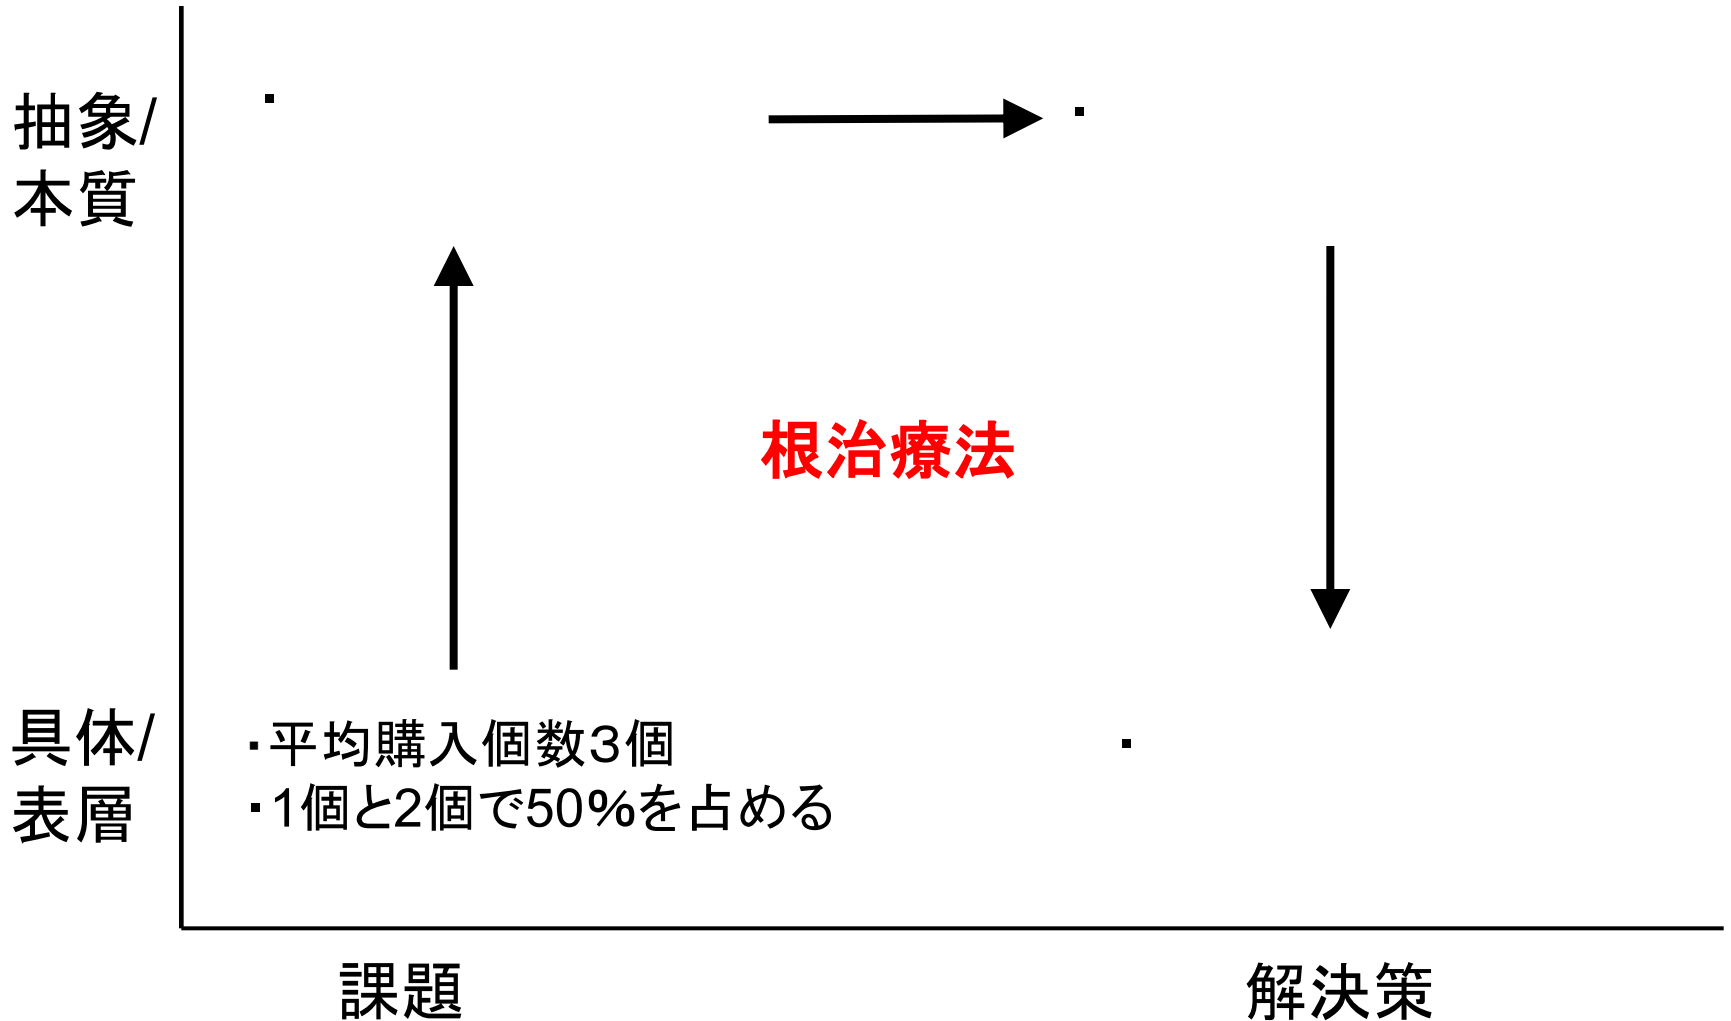 抽象/
本質
・
・
根治療法
具体/
表層
・平均購入個数3個
・1個と2個で50%を占める
・
課題
解決策